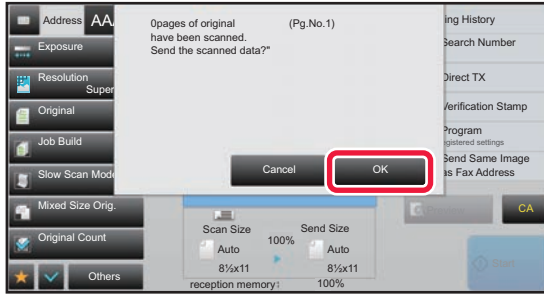 Address AA
Exposure
Resolution
Super
Original
Job Build
Slow Scan Mode
Mixed Size Orig.
Original Count
Others
0pages of original (Pg.No.1)
have been scanned.
Send the scanned data?"
Cancel OK
Scan Size 100% Send Size
Auto Auto
8½x11 8½x11
reception memory: 100%
ing History
Search Number
Direct TX
Verification Stamp
Program
egistered settings
Send Same Image
as Fax Address
CA
Start